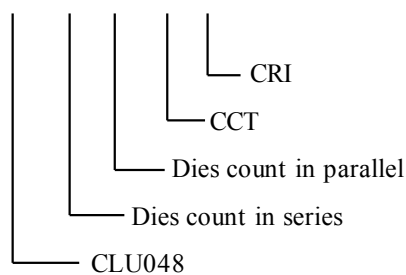 CRI
CCT
Dies count in parallel
Dies count in series
CLU048